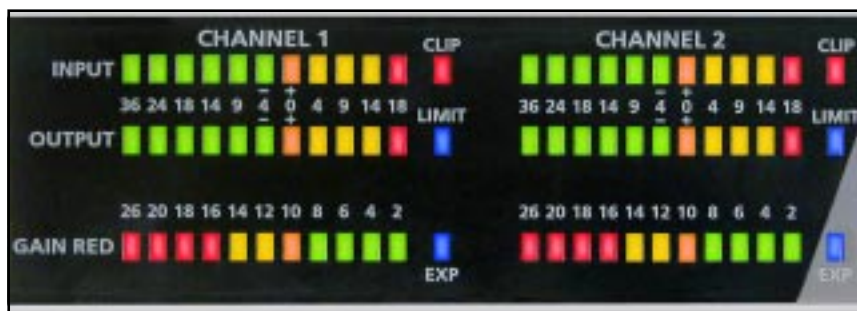 CHANNEL 1 CLIP CHANNEL 2 CLIP
INPUT
− + − +
36 24 18 14 9 4 0 4 9 14 18 LIMIT 36 24 18 14 9 4 0 4 9 14 18 LIMIT
− + − +
OUTPUT
26 20 18 16 14 12 10 8 6 4 2 26 20 18 16 14 12 10 8 6 4 2
GAIN RED
EXP EXP